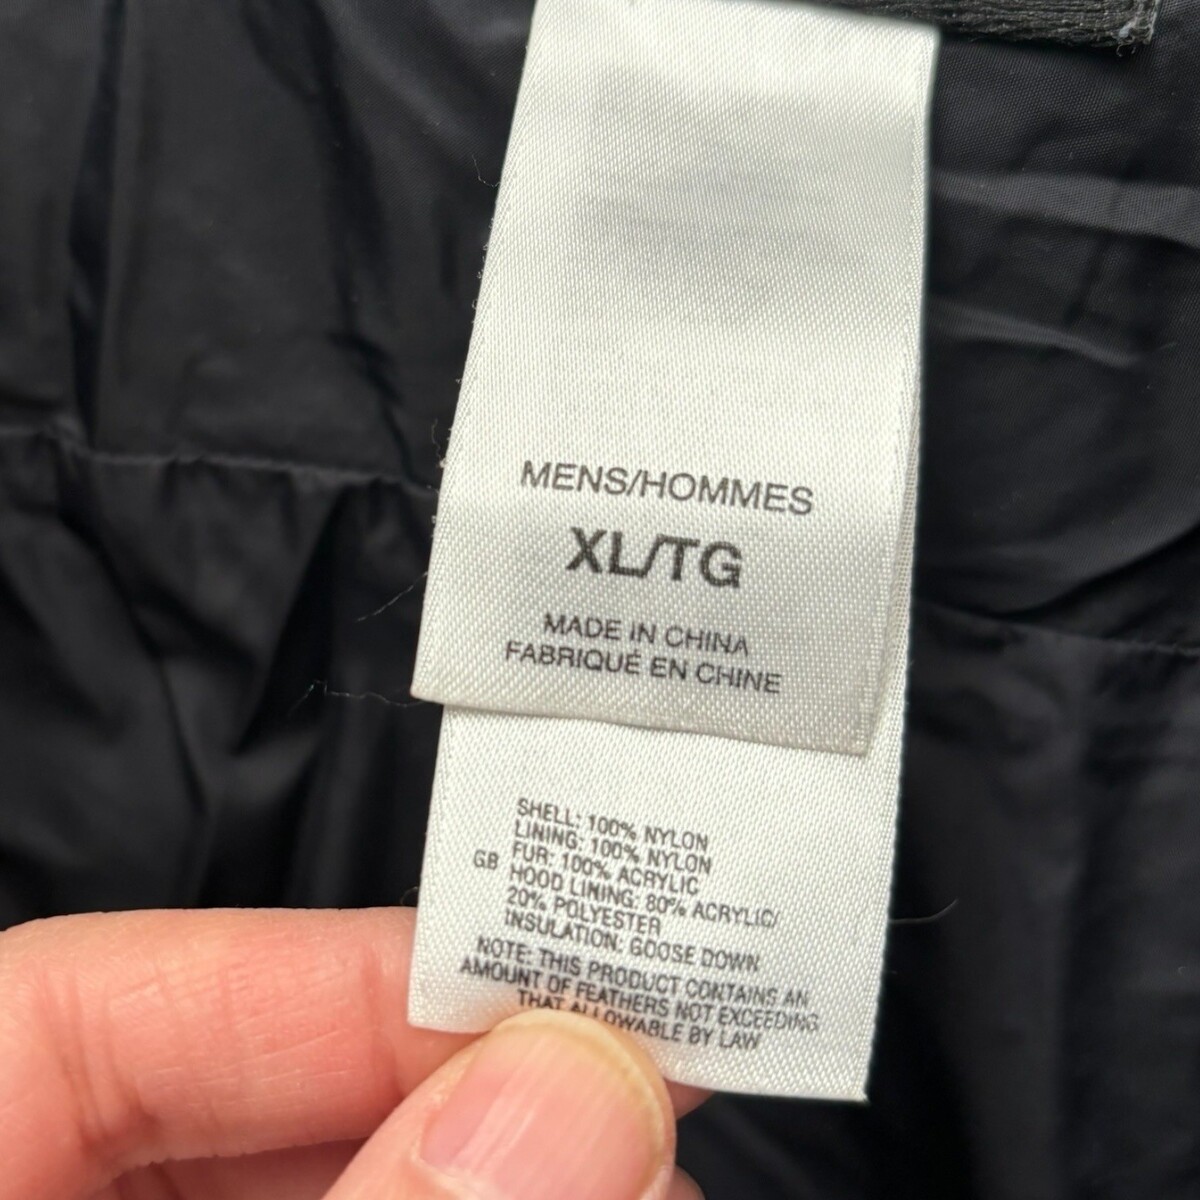 MENS/HOMMES
XL/TG
MADE IN CHINA
FABRIQUÉ EN CHINE
SHELL: 100% NYLON
LINING: 100% NYLON
FUR: 100% ACRYLIC
GB HOOD LINING: 80% ACRYLIC/
20% POLYESTER
INSULATION: GOOSE DOWN
NOTE: THIS PRODUCT CONTAINS AN
AMOUNT OF FEATHERS NOT EXCEEDING
THAT ALLOWABLE BY LAW